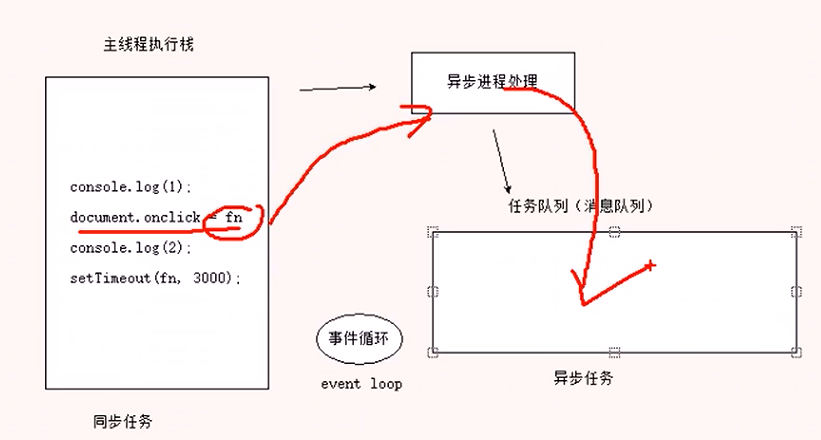 主线程执行栈
异步进程处理
console.log(1);
document.onclick = fn
console.log(2);
setTimeout(fn, 3000);
任务队列（消息队列）
事件循环
event loop
异步任务
同步任务